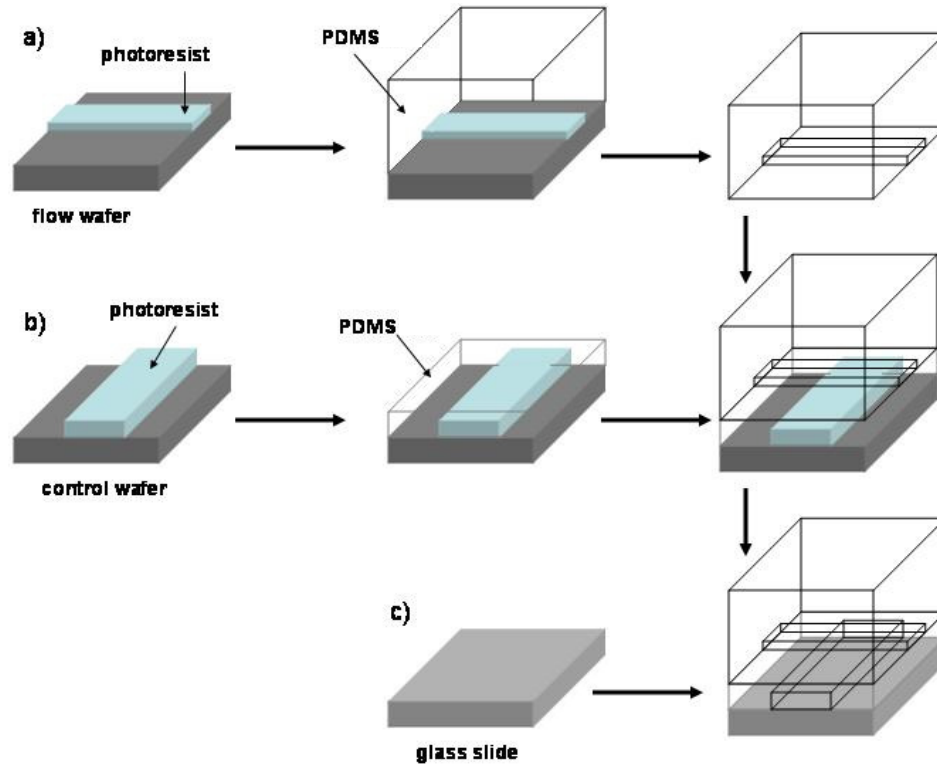 a)
photoresist
PDMS
flow wafer
b)
photoresist
PDMS
control wafer
c)
glass slide